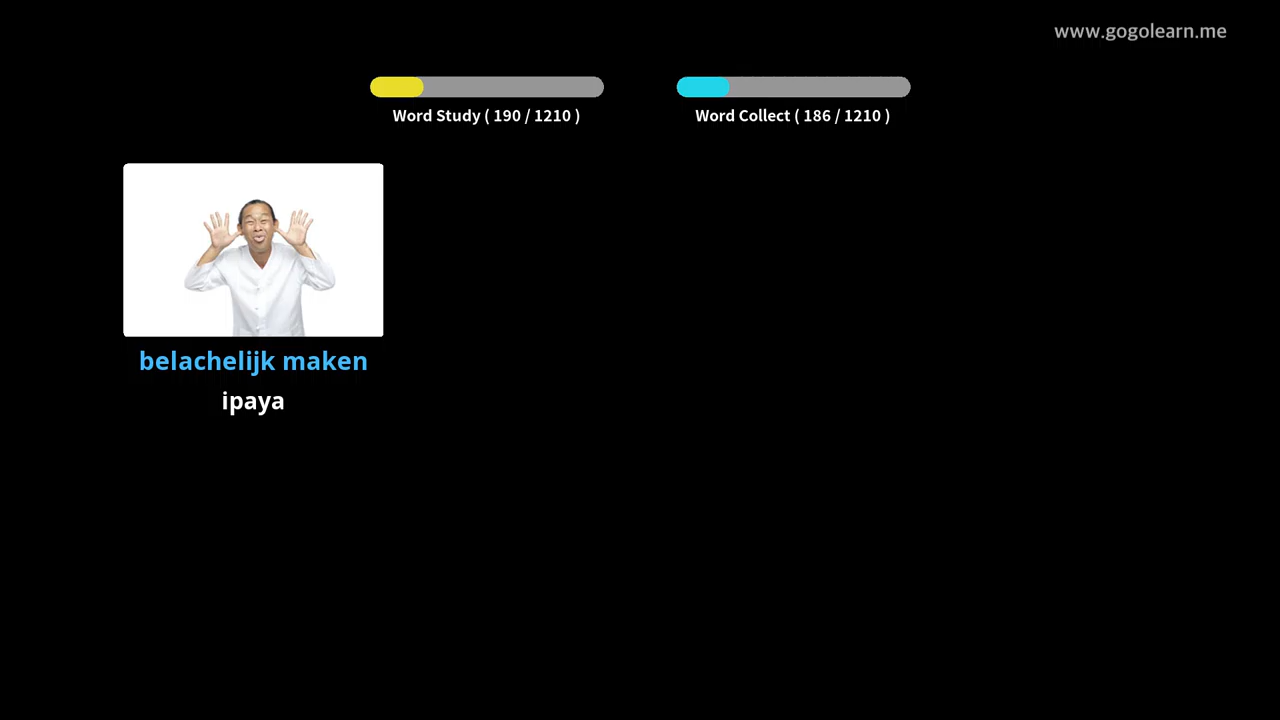 www.gogolearn.me
Word Study ( 190 / 1210 )
Word Collect ( 186 / 1210 )
belachelijk maken
ipaya